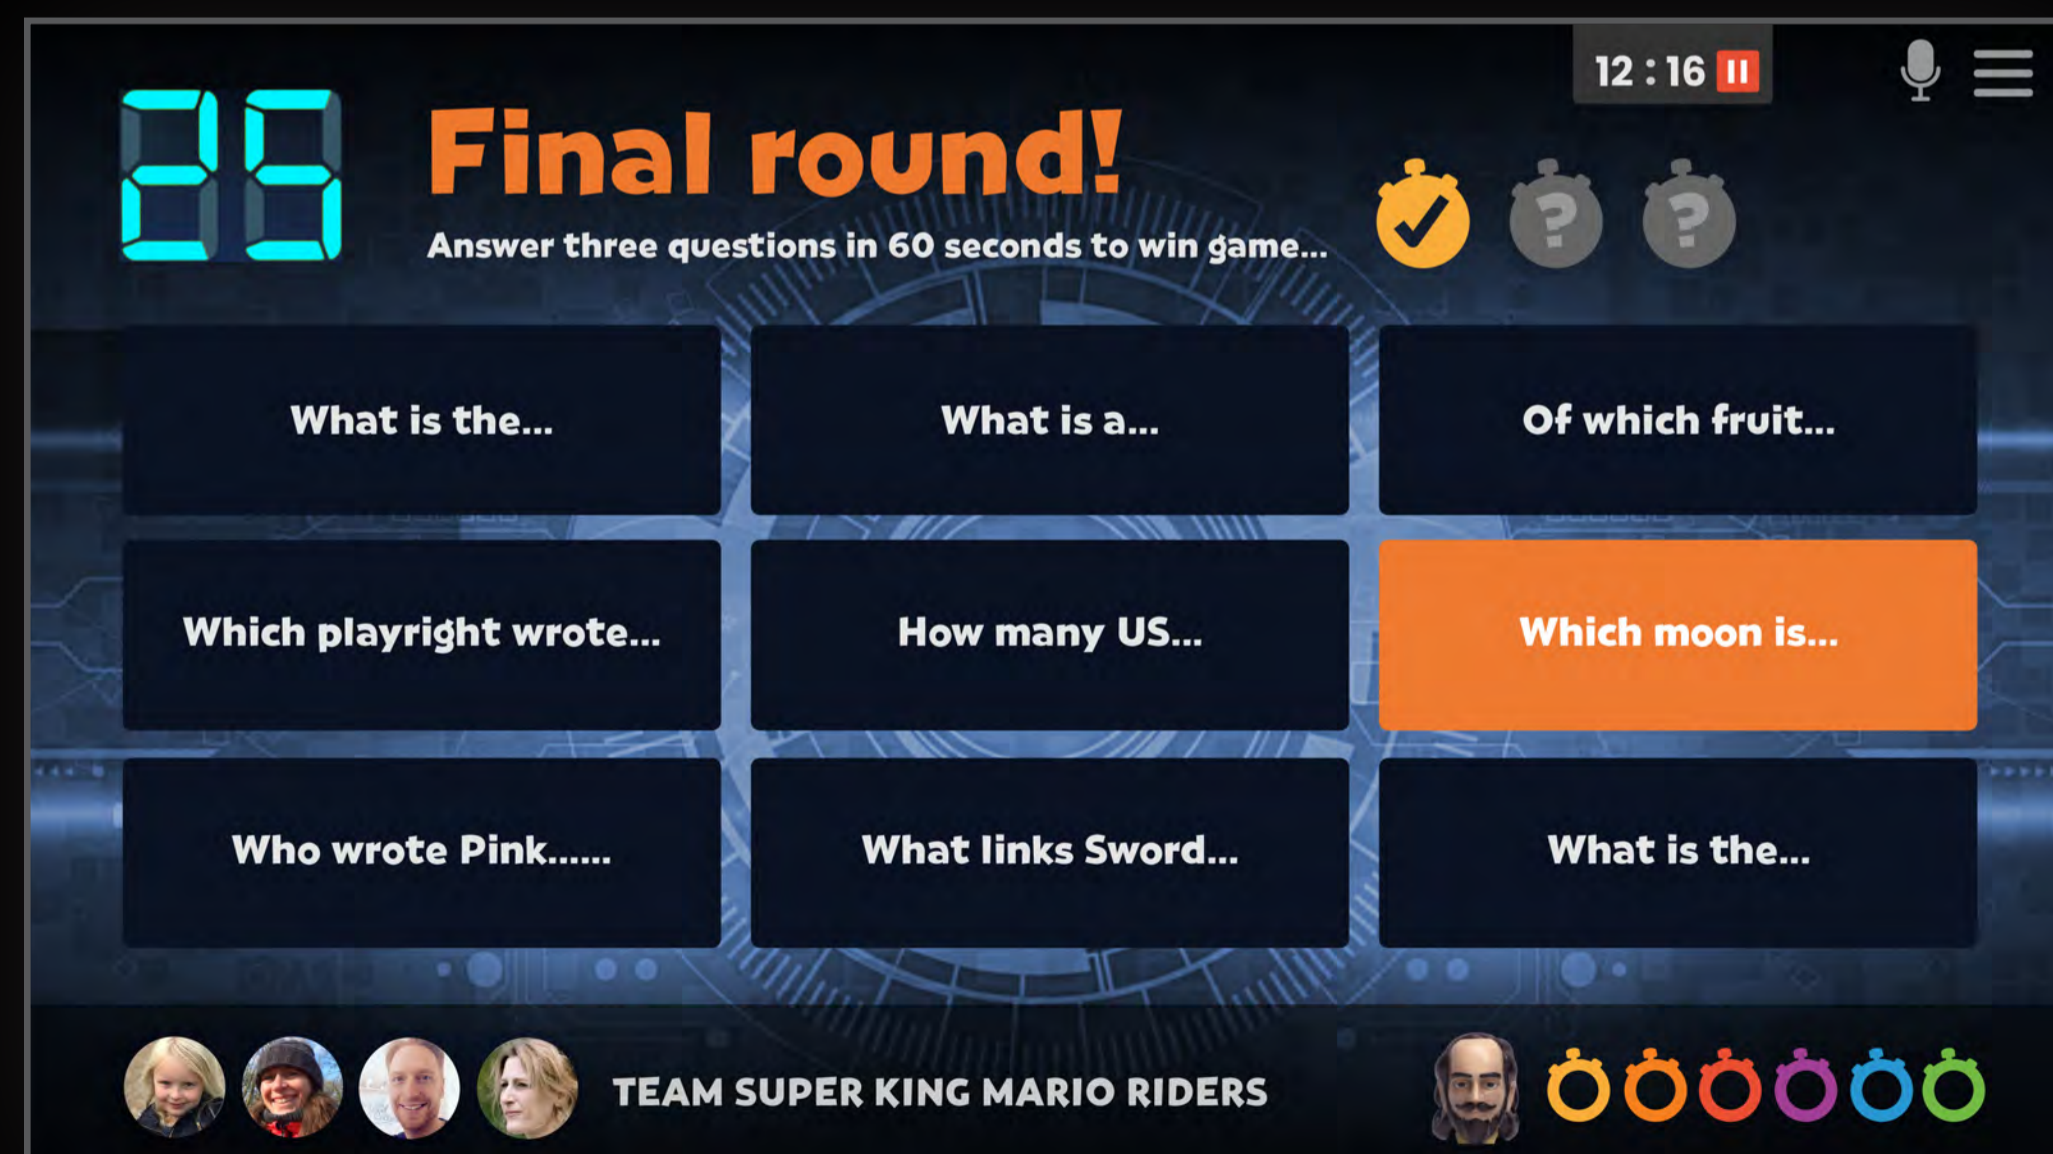 25
12 : 16
Final round!
Answer three questions in 60 seconds to win game...
? ?
What is the...
What is a...
Of which fruit...
Which playright wrote...
How many US...
Which moon is...
Who wrote Pink......
What links Sword...
What is the...
TEAM SUPER KING MARIO RIDERS